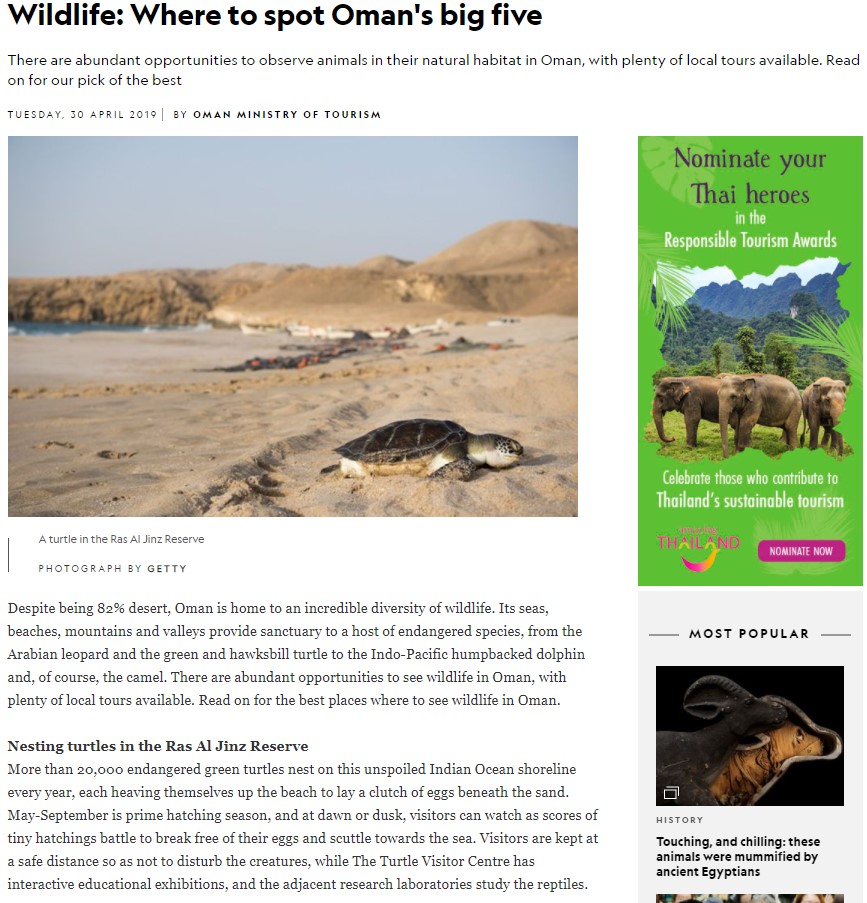 Wildlife: Where to spot Oman's big five
There are abundant opportunities to observe animals in their natural habitat in Oman, with plenty of local tours available. Read
on for our pick of the best
TUESDAY, 30 APRIL 2019 | BY OMAN MINISTRY OF TOURISM
A turtle in the Ras Al Jinz Reserve
PHOTOGRAPH BY GETTY
Despite being 82% desert, Oman is home to an incredible diversity of wildlife. Its seas,
beaches, mountains and valleys provide sanctuary to a host of endangered species, from the
Arabian leopard and the green and hawksbill turtle to the Indo-Pacific humpbacked dolphin
and, of course, the camel. There are abundant opportunities to see wildlife in Oman, with
plenty of local tours available. Read on for the best places where to see wildlife in Oman.
Nesting turtles in the Ras Al Jinz Reserve
More than 20,000 endangered green turtles nest on this unspoiled Indian Ocean shoreline
every year, each heaving themselves up the beach to lay a clutch of eggs beneath the sand.
May-September is prime hatching season, and at dawn or dusk, visitors can watch as scores of
tiny hatchings battle to break free of their eggs and scuttle towards the sea. Visitors are kept at
a safe distance so as not to disturb the creatures, while The Turtle Visitor Centre has
interactive educational exhibitions, and the adjacent research laboratories study the reptiles.
Nominate your
Thai heroes
in the
Responsible Tourism Awards
Celebrate those who contribute to
Thailand's sustainable tourism
THAILAND
NOMINATE NOW
MOST POPULAR
HISTORY
Touching, and chilling: these
animals were mummified by
ancient Egyptians